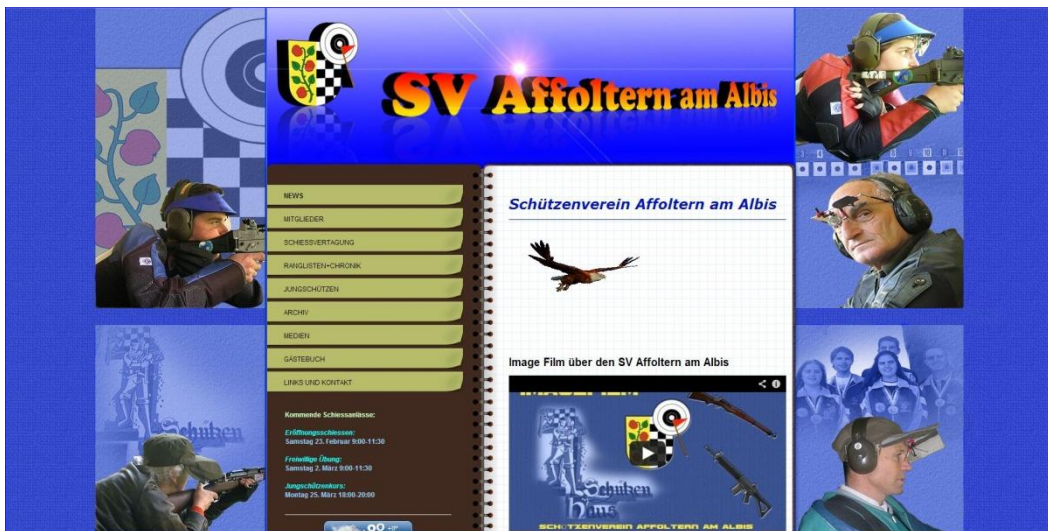 SV Affoltern am Albis
NEWS
MITGLIEDER
SCHIESSVERTAGUNG
RANGLISTEN+CHRONIK
JUNGSCHÜTZEN
ARCHIV
MEDIEN
GÄSTEBUCH
LINKS UND KONTAKT
Kommende Schiessanlässe:
Eröffnungsschiessen:
Samstag 23. Februar 9:00-11:30
Freiwillige Übung:
Samstag 2. März 9:00-11:30
Jungschützenkurs:
Montag 25. März 18:00-20:00
Schützenverein Affoltern am Albis
Image Film über den SV Affoltern am Albis
Schützen
Haus
SCHÜTZENVEREIN AFFOLTERN AM ALBIS
Schützen